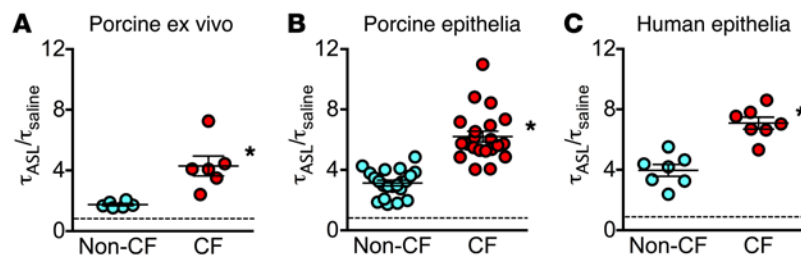 A Porcine ex vivo
τASL/τsaline
12
8
4
0
*
Non-CF CF
B Porcine epithelia
τASL/τsaline
12
8
4
0
*
Non-CF CF
C Human epithelia
τASL/τsaline
12
8
4
0
*
Non-CF CF